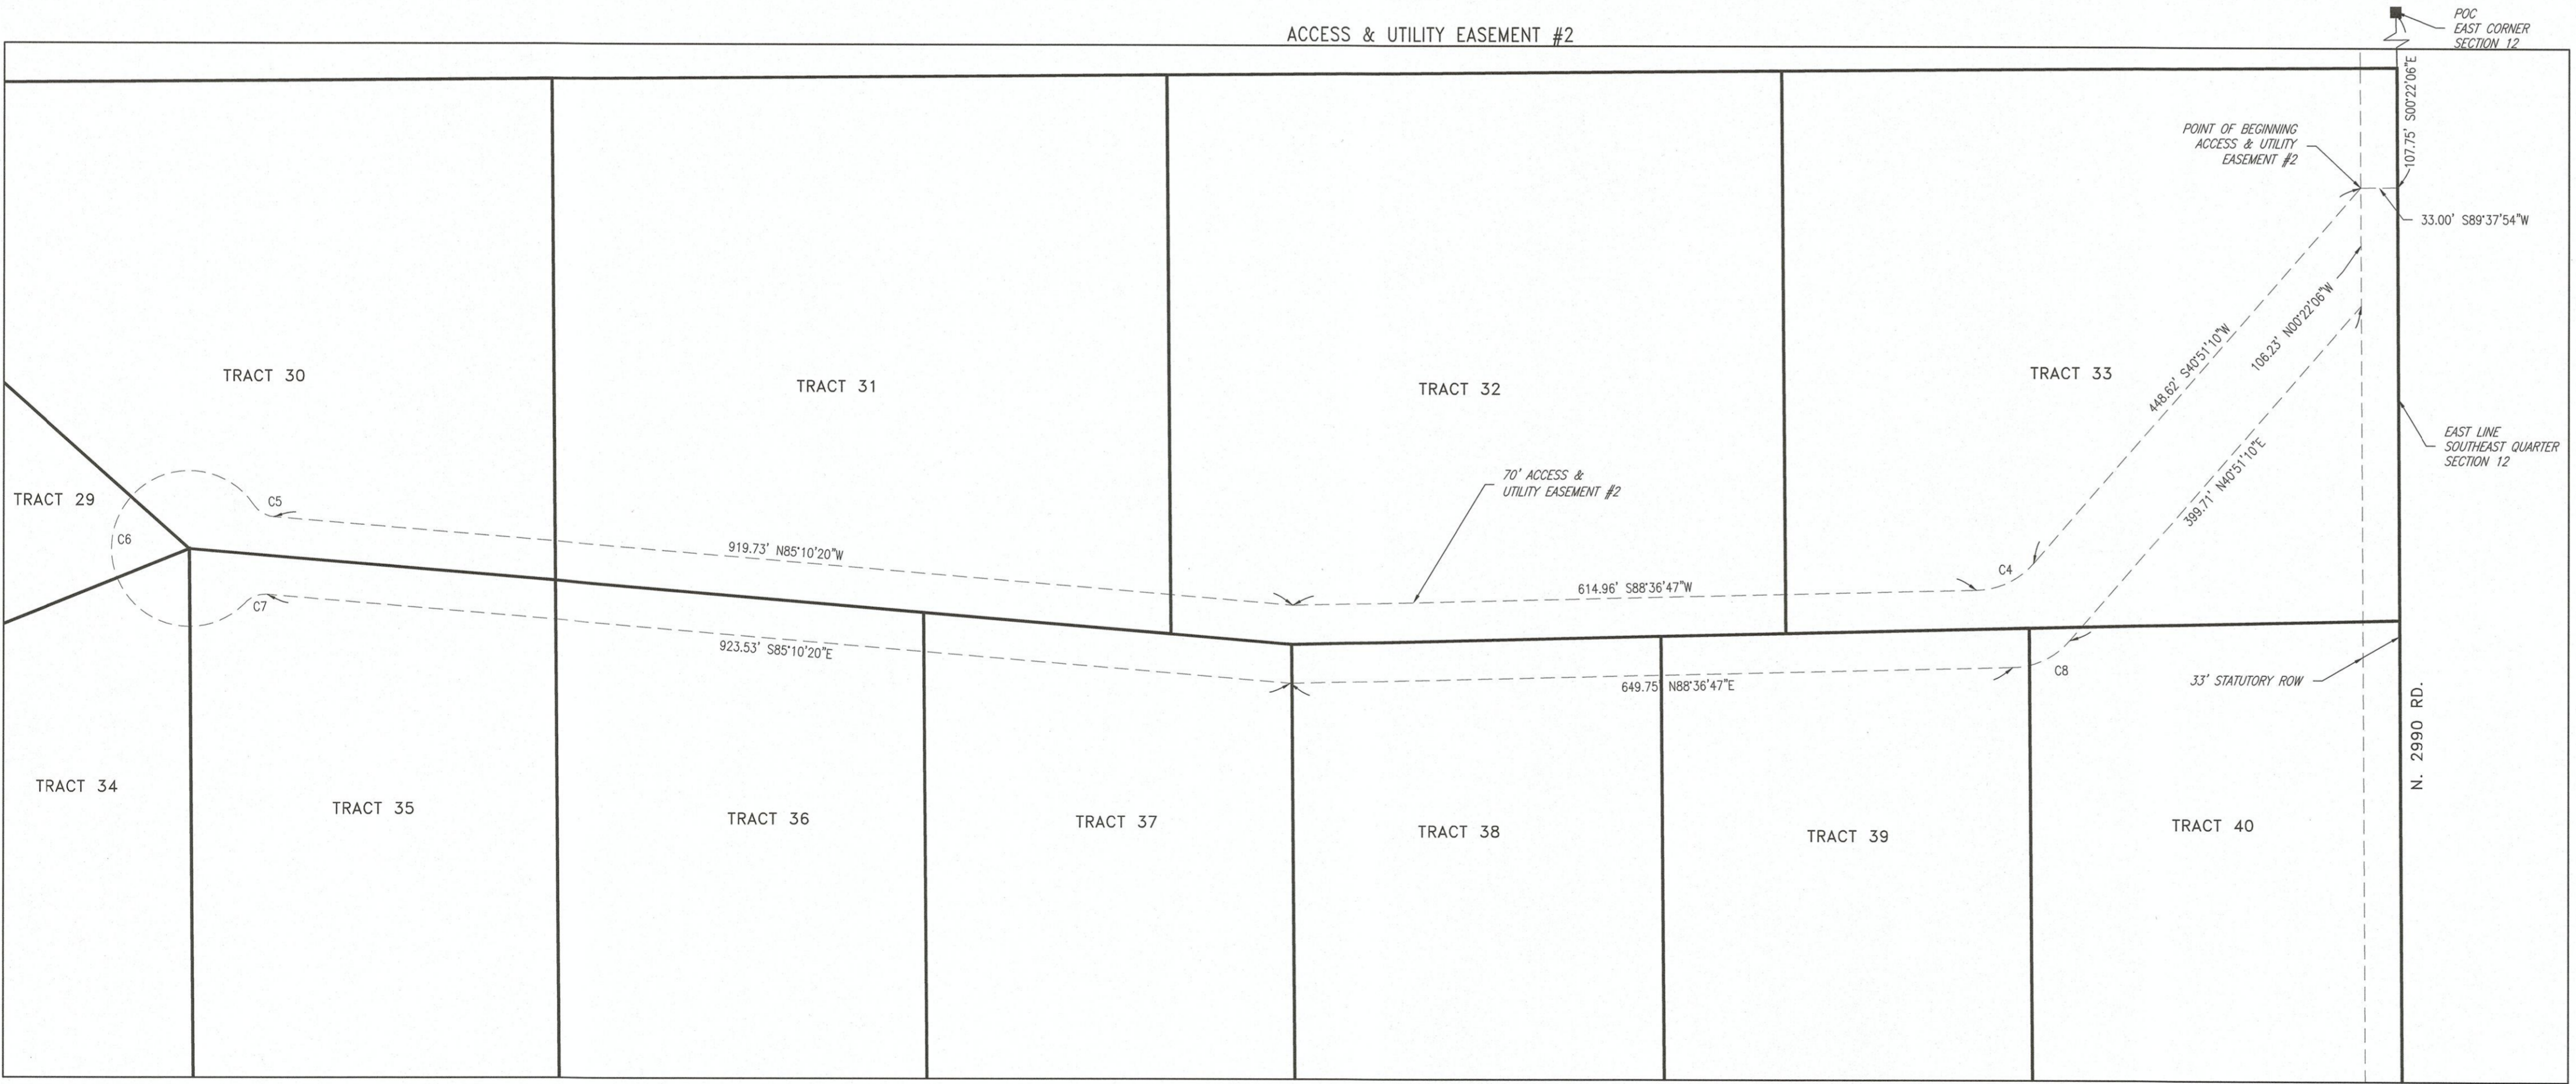 ACCESS & UTILITY EASEMENT #2
POC
EAST CORNER
SECTION 12
107.75' S00°22'06"E
POINT OF BEGINNING
ACCESS & UTILITY
EASEMENT #2
33.00' S89°37'54"W
448.62' S40°51'10"W
106.23' N00°22'06"W
399.71' N40°51'10"E
TRACT 30
TRACT 31
TRACT 32
TRACT 33
EAST LINE
SOUTHEAST QUARTER
SECTION 12
TRACT 29
C5
C6
C7
70' ACCESS &
UTILITY EASEMENT #2
919.73' N85°10'20"W
614.96' S88°36'47"W
C4
923.53' S85°10'20"E
649.75' N88°36'47"E
C8
33' STATUTORY ROW
N. 2990 RD.
TRACT 34
TRACT 35
TRACT 36
TRACT 37
TRACT 38
TRACT 39
TRACT 40